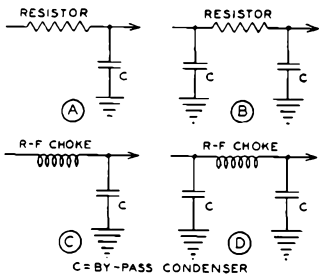 RESISTOR RESISTOR
C C C
A B
R-F CHOKE R-F CHOKE
C C C
C D
C = BY-PASS CONDENSER